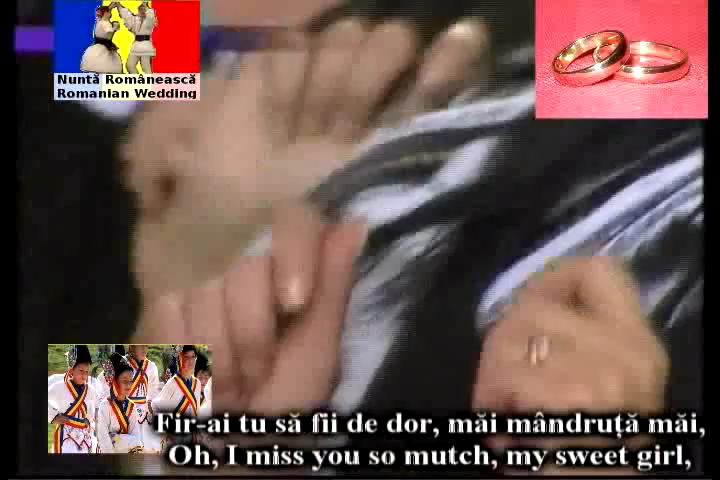 Nuntă Românească
Romanian Wedding
Fir-ai tu să fii de dor, măi mândruță măi,
Oh, I miss you so mutch, my sweet girl,